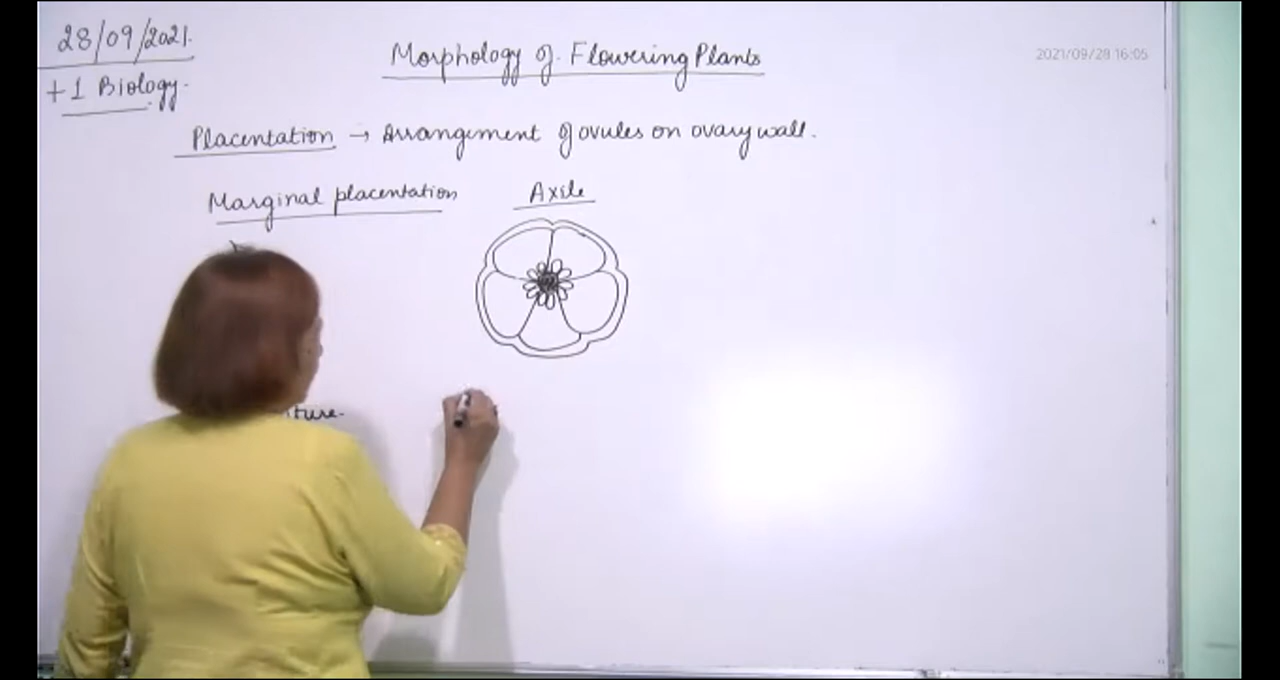 28/09/2021.
+1 Biology.
Morphology of Flowering Plants
2021/09/28 16:05
Placentation → Arrangement of ovules on ovary wall.
Marginal placentation
Axile